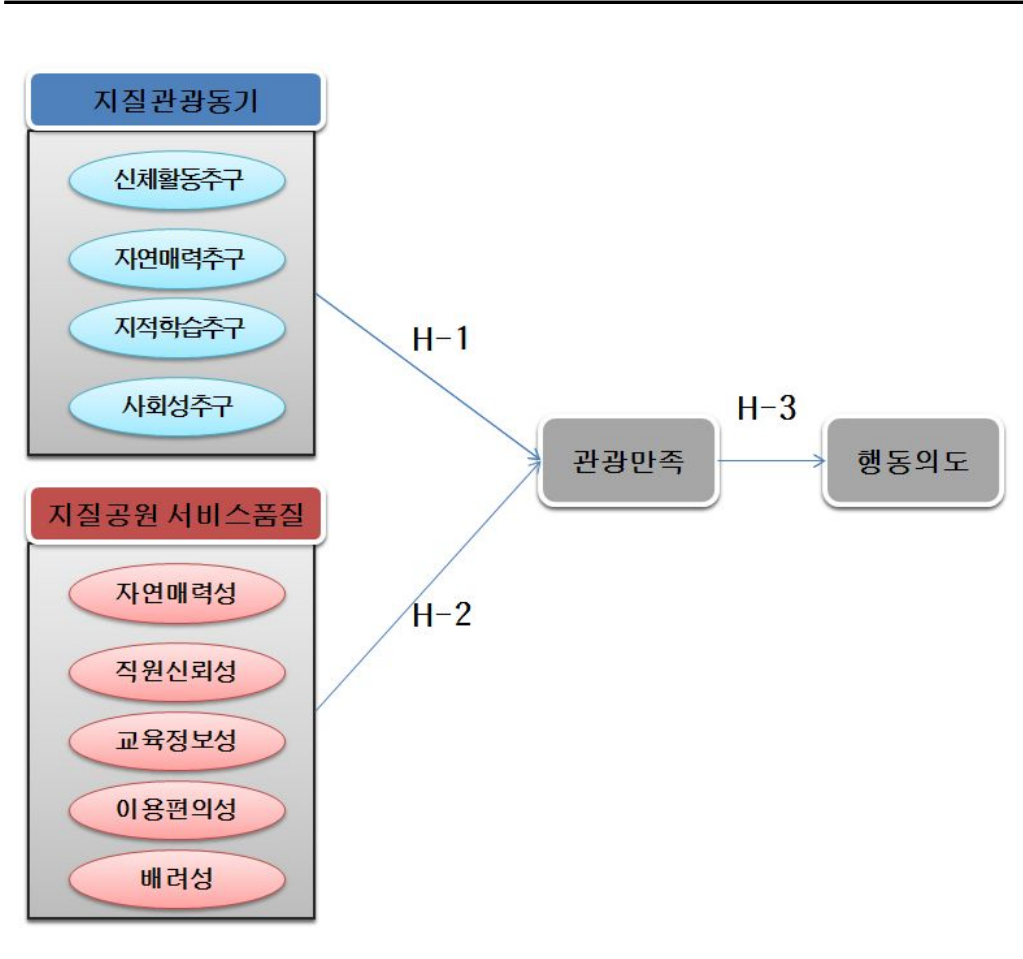 지질관광동기
신체활동추구
자연매력추구
지적학습추구
사회성추구
H-1
H-3
관광만족
행동의도
지질공원 서비스품질
자연매력성
직원신뢰성
교육정보성
이용편의성
배려성
H-2